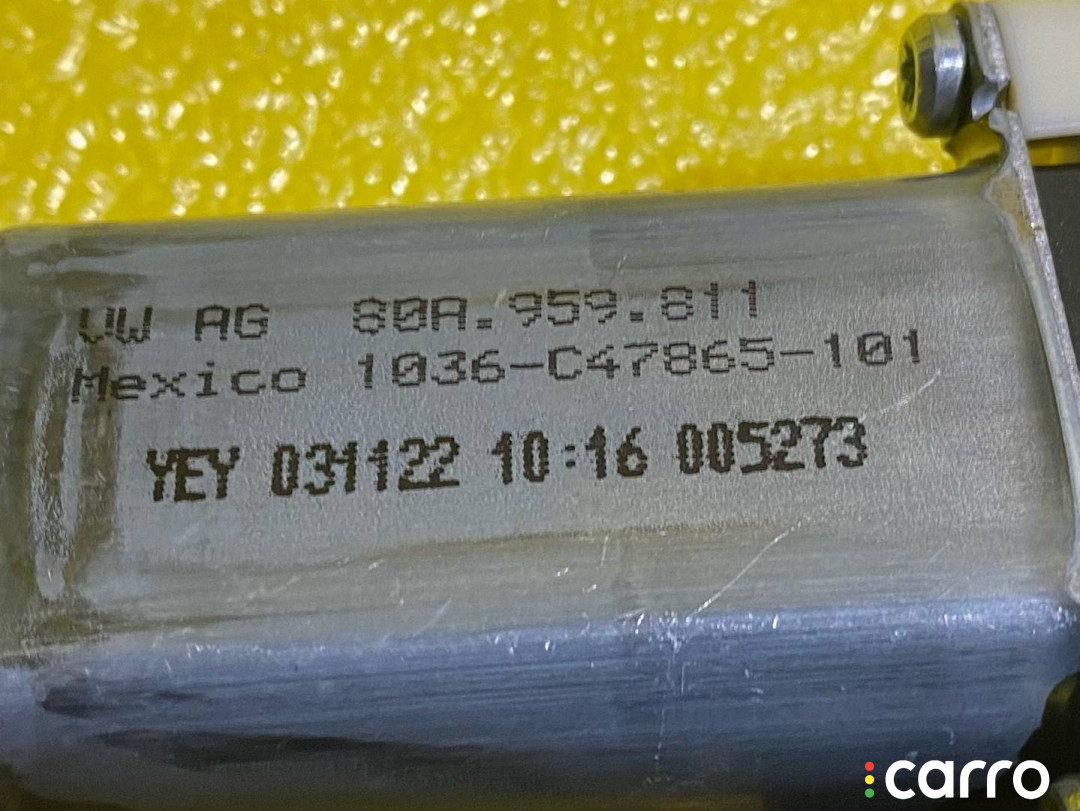 VW AG 80A.959.811
Mexico 1036-C47865-101
YEY 031122 10:16 005273
carro